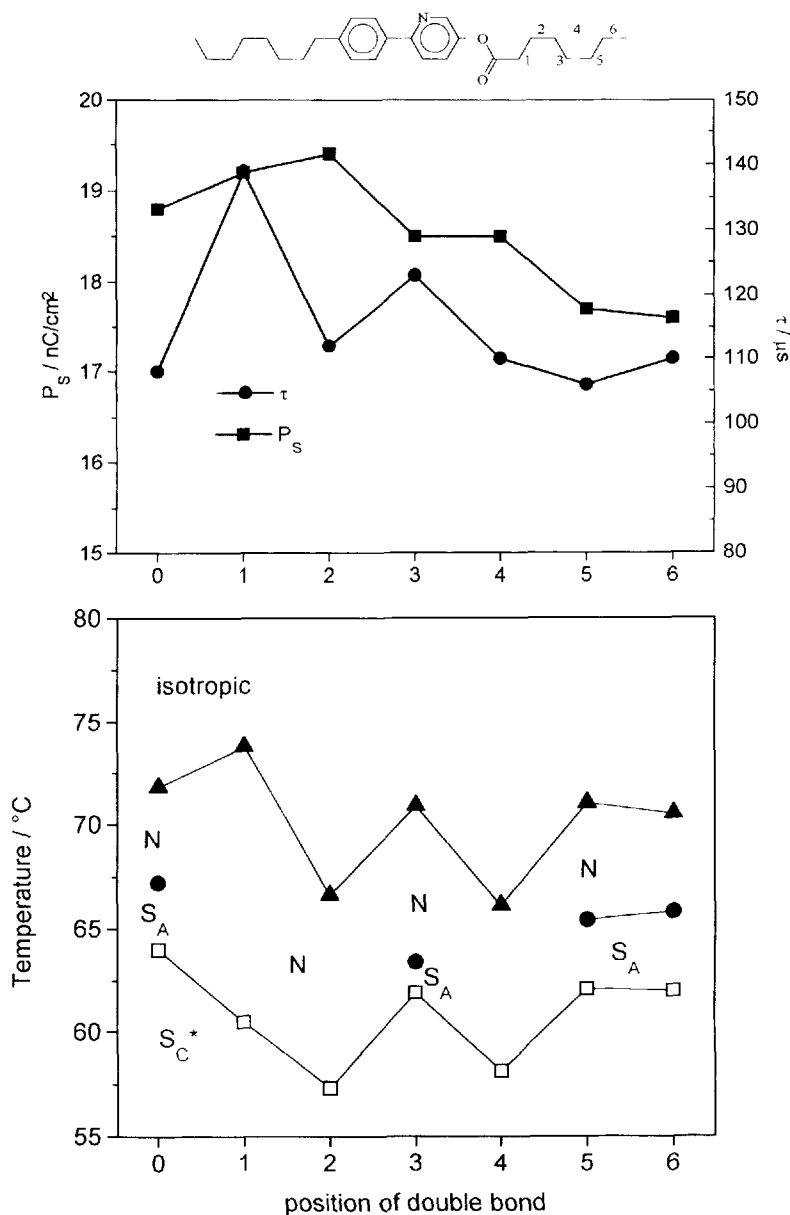 N
O
O
1
2
3
4
5
6
20
19
18
17
16
15
P_S / nC/cm²
150
140
130
120
110
100
90
80
τ / µs
τ
P_S
0 1 2 3 4 5 6
80
75
70
65
60
55
Temperature / °C
isotropic
N
N
N
N
S_A
S_A
S_A
S_C*
0 1 2 3 4 5 6
position of double bond